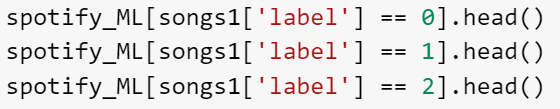 spotify_ML[songs1['label'] == 0].head()
spotify_ML[songs1['label'] == 1].head()
spotify_ML[songs1['label'] == 2].head()